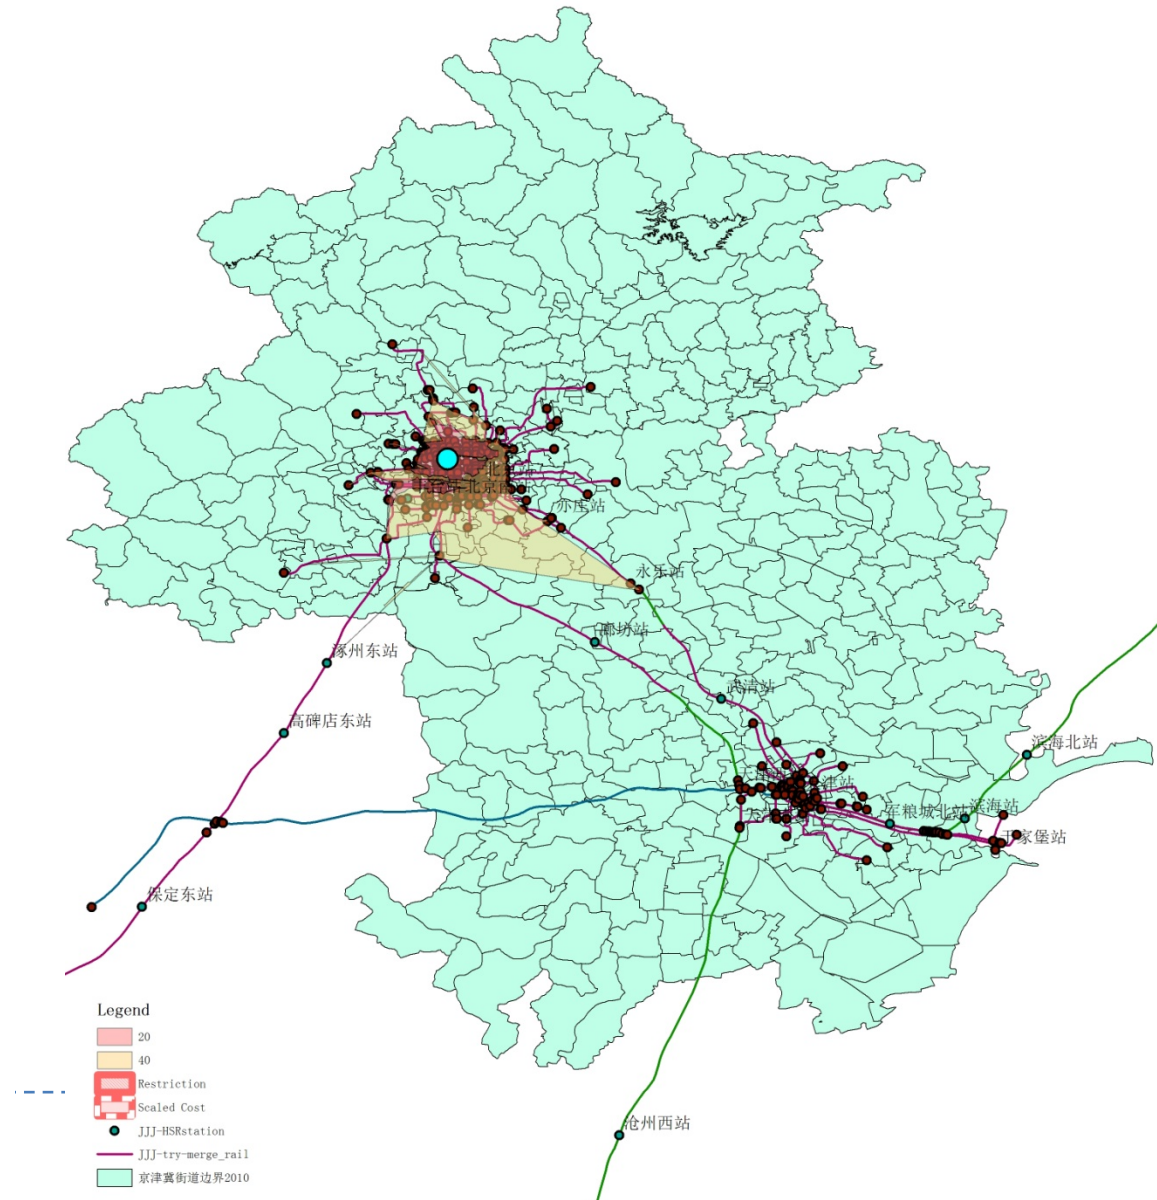 亦庄站
永乐站
廊坊站
涿州东站
武清站
高碑店东站
滨海北站
津站
军粮城北站
滨海站
于家堡站
保定东站
沧州西站
Legend
20
40
Restriction
Scaled Cost
JJJ-HSRstation
JJJ-try-merge_rail
京津冀街道边界2010